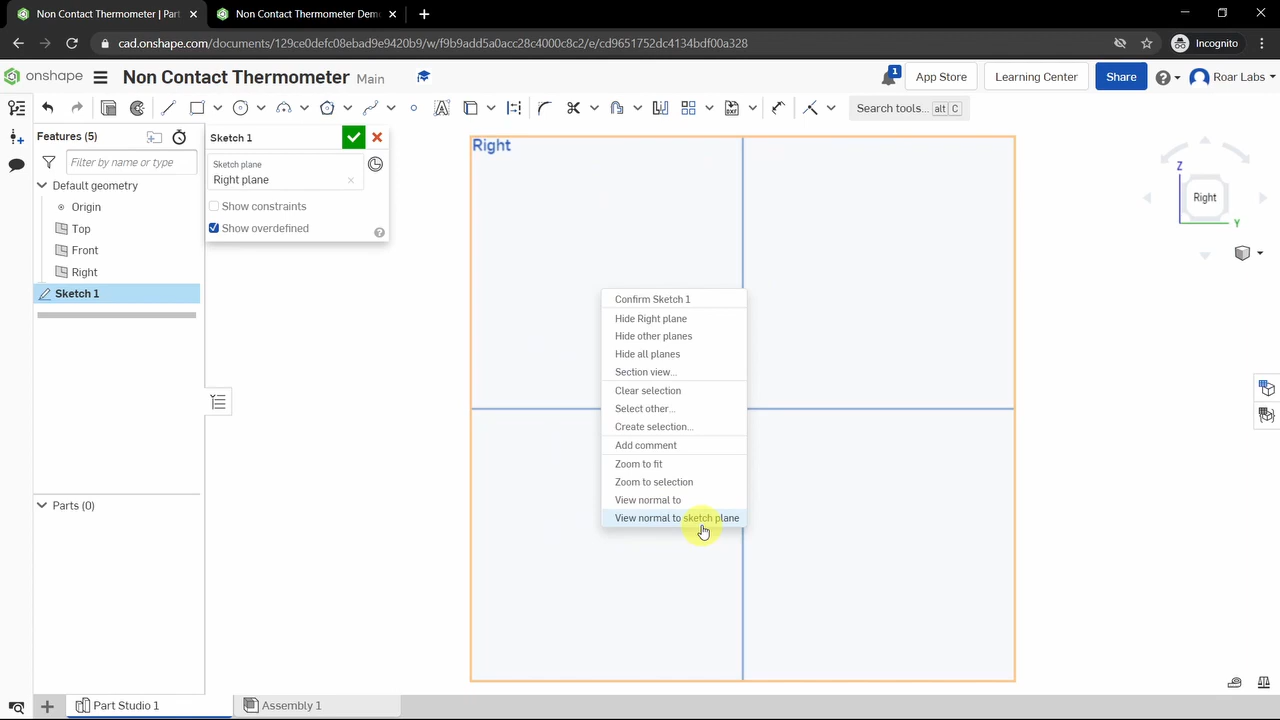 Non Contact Thermometer | Part
Non Contact Thermometer Dem
cad.onshape.com/documents/129ce0defc08ebad9e9420b9/w/f9b9add5a0acc28c4000c8c2/e/cd9651752dc4134bdf00a328
Incognito
onshape
Non Contact Thermometer Main
1
App Store
Learning Center
Share
Roar Labs
Search tools... alt C
Features (5)
Filter by name or type
Default geometry
Origin
Top
Front
Right
Sketch 1
Parts (0)
Sketch 1
Sketch plane
Right plane
Show constraints
Show overdefined
Right
Confirm Sketch 1
Hide Right plane
Hide other planes
Hide all planes
Section view...
Clear selection
Select other...
Create selection...
Add comment
Zoom to fit
Zoom to selection
View normal to
View normal to sketch plane
Z
Right
Y
Part Studio 1
Assembly 1